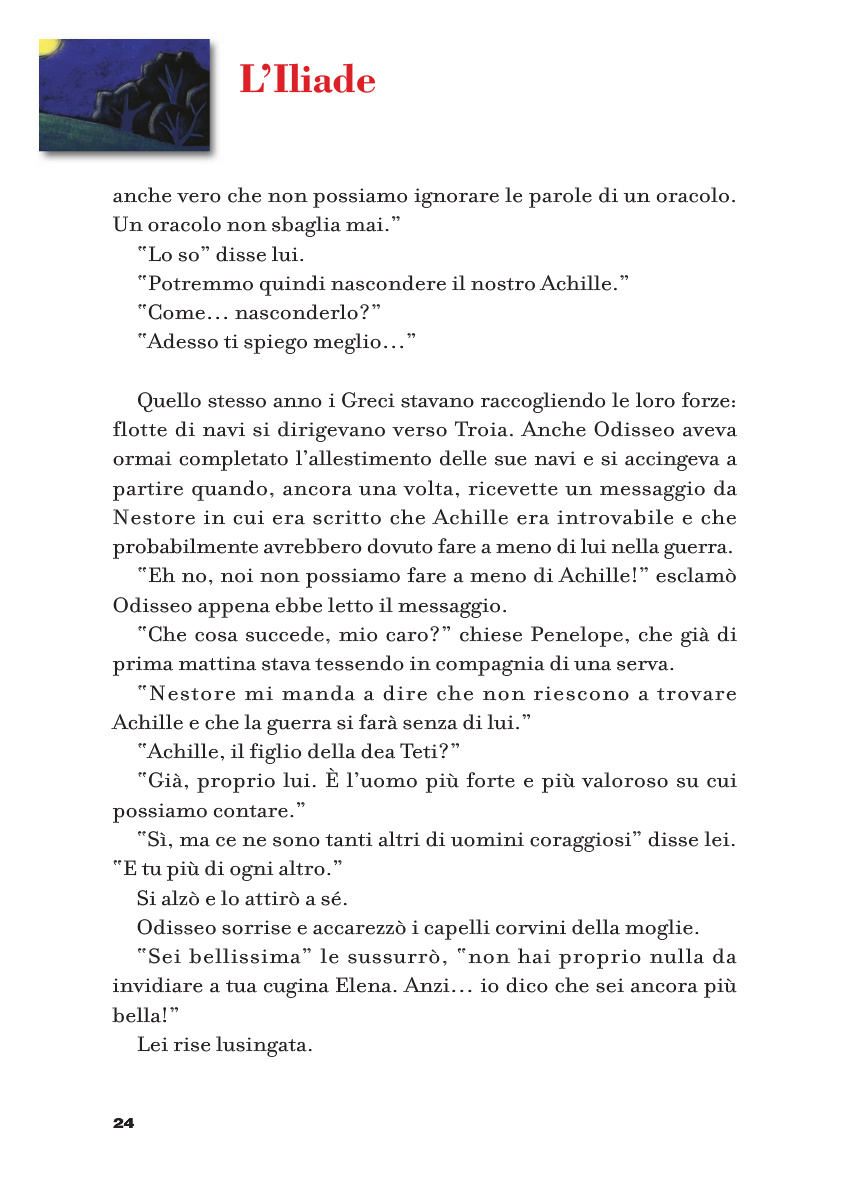 L’Iliade
anche vero che non possiamo ignorare le parole di un oracolo.
Un oracolo non sbaglia mai.”
‟Lo so” disse lui.
‟Potremmo quindi nascondere il nostro Achille.”
‟Come… nasconderlo?”
‟Adesso ti spiego meglio…”
Quello stesso anno i Greci stavano raccogliendo le loro forze:
flotte di navi si dirigevano verso Troia. Anche Odisseo aveva
ormai completato l’allestimento delle sue navi e si accingeva a
partire quando, ancora una volta, ricevette un messaggio da
Nestore in cui era scritto che Achille era introvabile e che
probabilmente avrebbero dovuto fare a meno di lui nella guerra.
‟Eh no, noi non possiamo fare a meno di Achille!” esclamò
Odisseo appena ebbe letto il messaggio.
‟Che cosa succede, mio caro?” chiese Penelope, che già di
prima mattina stava tessendo in compagnia di una serva.
‟Nestore mi manda a dire che non riescono a trovare
Achille e che la guerra si farà senza di lui.”
‟Achille, il figlio della dea Teti?”
‟Già, proprio lui. È l’uomo più forte e più valoroso su cui
possiamo contare.”
‟Sì, ma ce ne sono tanti altri di uomini coraggiosi” disse lei.
‟E tu più di ogni altro.”
Si alzò e lo attirò a sé.
Odisseo sorrise e accarezzò i capelli corvini della moglie.
‟Sei bellissima” le sussurrò, ‟non hai proprio nulla da
invidiare a tua cugina Elena. Anzi… io dico che sei ancora più
bella!”
Lei rise lusingata.
24